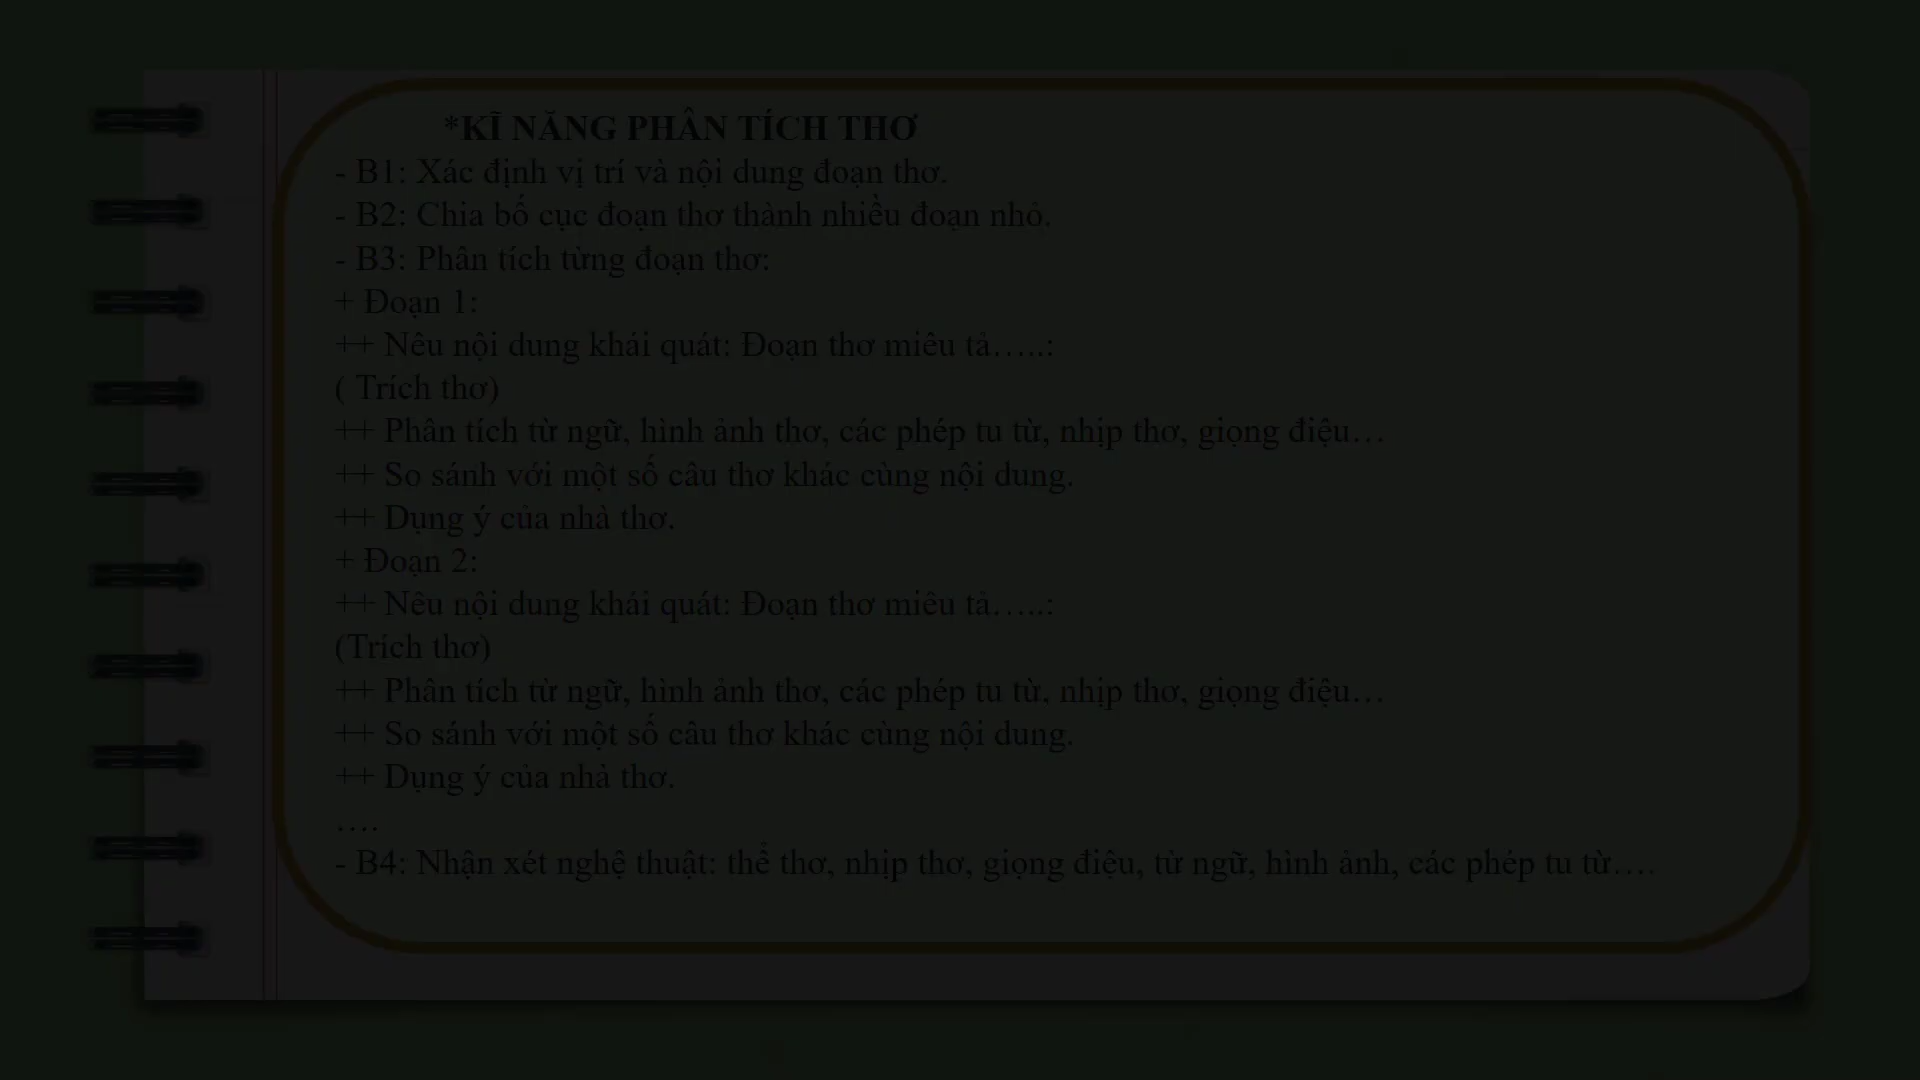 *KĨ NĂNG PHÂN TÍCH THƠ
- B1: Xác định vị trí và nội dung đoạn thơ.
- B2: Chia bố cục đoạn thơ thành nhiều đoạn nhỏ.
- B3: Phân tích từng đoạn thơ:
+ Đoạn 1:
++ Nêu nội dung khái quát: Đoạn thơ miêu tả…..:
( Trích thơ)
++ Phân tích từ ngữ, hình ảnh thơ, các phép tu từ, nhịp thơ, giọng điệu…
++ So sánh với một số câu thơ khác cùng nội dung.
++ Dụng ý của nhà thơ.
+ Đoạn 2:
++ Nêu nội dung khái quát: Đoạn thơ miêu tả…..:
(Trích thơ)
++ Phân tích từ ngữ, hình ảnh thơ, các phép tu từ, nhịp thơ, giọng điệu…
++ So sánh với một số câu thơ khác cùng nội dung.
++ Dụng ý của nhà thơ.
….
- B4: Nhận xét nghệ thuật: thể thơ, nhịp thơ, giọng điệu, từ ngữ, hình ảnh, các phép tu từ….